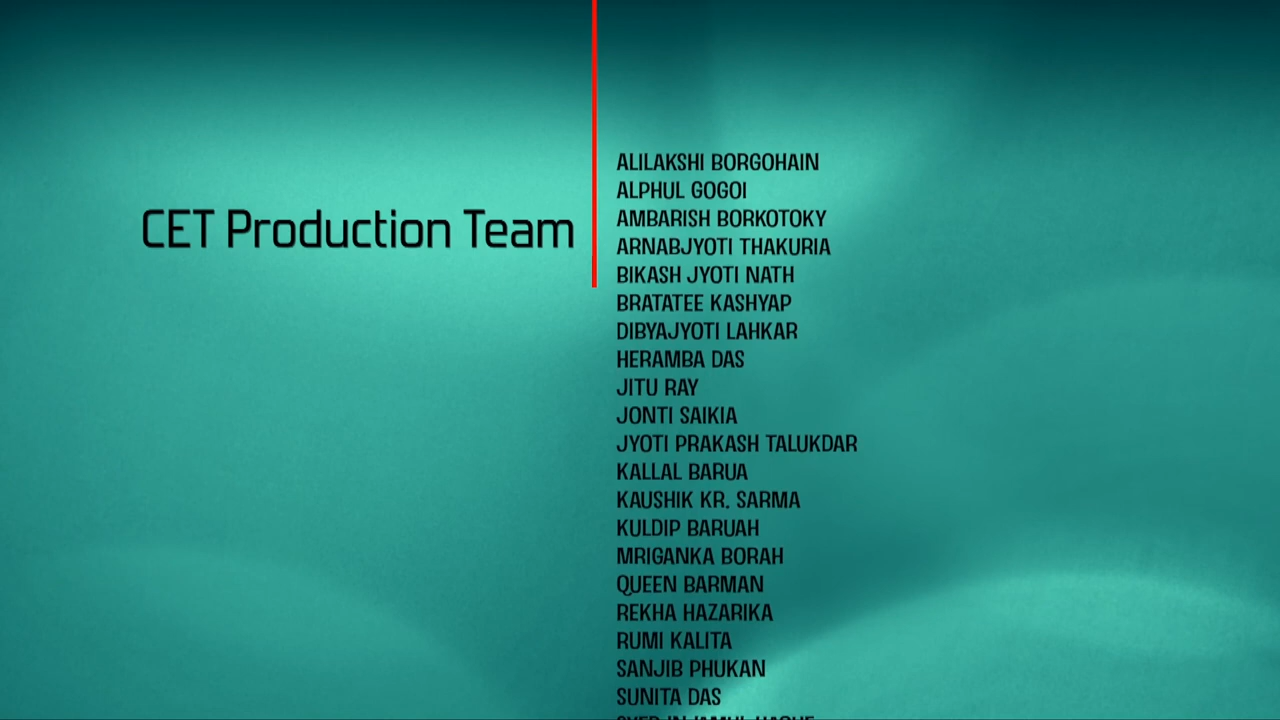 CET Production Team
ALILAKSHI BORGOHAIN
ALPHUL GOGOI
AMBARISH BORKOTOKY
ARNABJYOTI THAKURIA
BIKASH JYOTI NATH
BRATATEE KASHYAP
DIBYAJYOTI LAHKAR
HERAMBA DAS
JITU RAY
JONTI SAIKIA
JYOTI PRAKASH TALUKDAR
KALLAL BARUA
KAUSHIK KR. SARMA
KULDIP BARUAH
MRIGANKA BORAH
QUEEN BARMAN
REKHA HAZARIKA
RUMI KALITA
SANJIB PHUKAN
SUNITA DAS